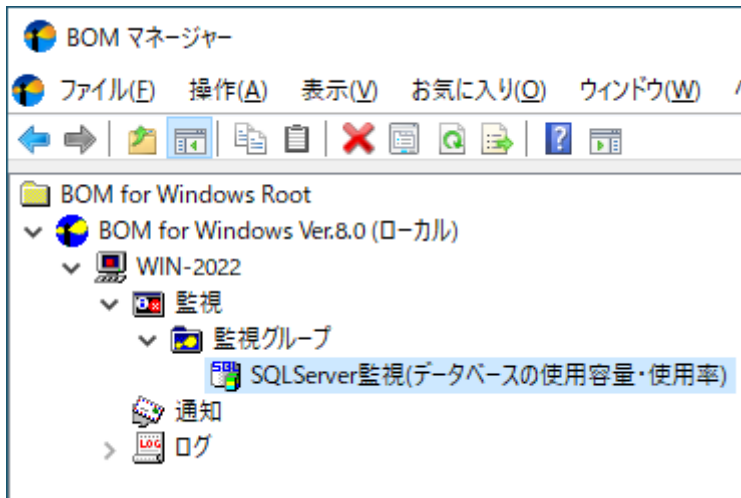 BOM マネージャー
ファイル(F) 操作(A) 表示(V) お気に入り(O) ウィンドウ(W)
BOM for Windows Root
BOM for Windows Ver.8.0 (ローカル)
WIN-2022
監視
監視グループ
SQLServer監視(データベースの使用容量・使用率)
通知
ログ